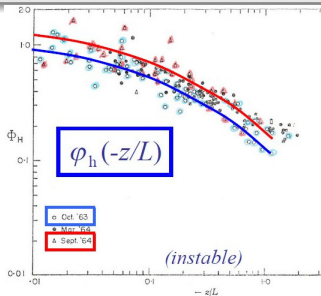 2·0
1·0
Φ_H
0·1
φ_h(-z/L)
o Oct. '63
• Mar. '64
▵ Sept. '64
(instable)
0·01
·01
0·1
1·0
← z/L